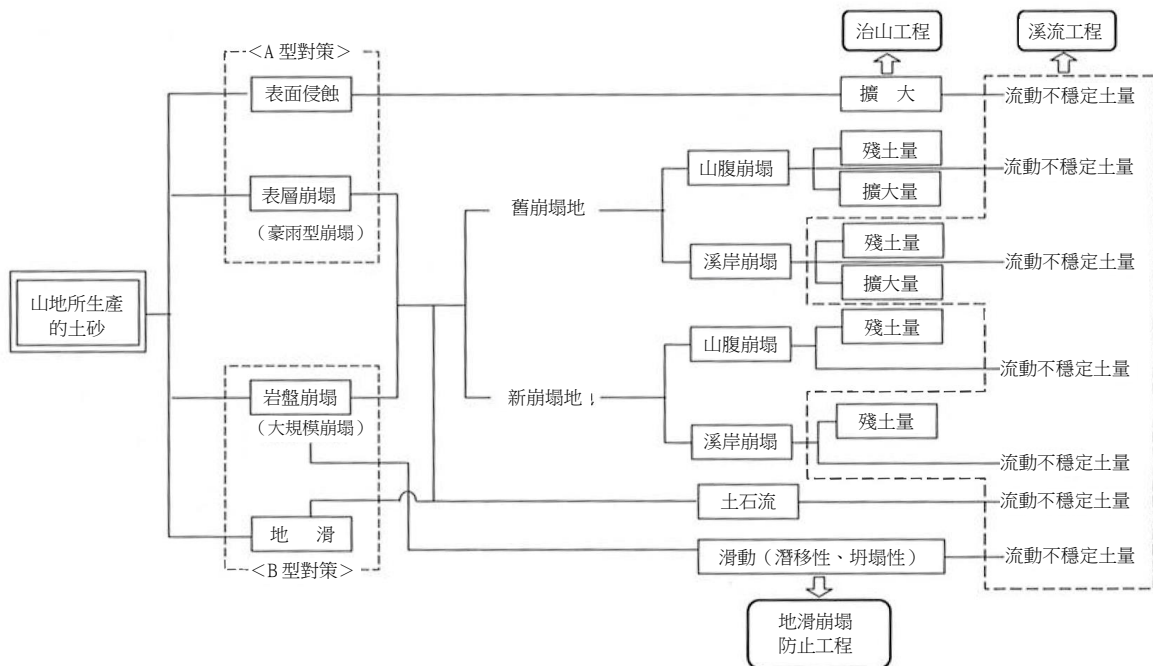 治山工程
溪流工程
<A 型對策>
表面侵蝕
擴　大
流動不穩定土量
表層崩塌
（豪雨型崩塌）
舊崩塌地
山腹崩塌
殘土量
流動不穩定土量
擴大量
溪岸崩塌
殘土量
流動不穩定土量
擴大量
山地所生產
的土砂
岩盤崩塌
（大規模崩塌）
新崩塌地
山腹崩塌
殘土量
流動不穩定土量
溪岸崩塌
殘土量
流動不穩定土量
地　滑
土石流
流動不穩定土量
滑動（潛移性、坍塌性）
流動不穩定土量
<B 型對策>
地滑崩塌
防止工程